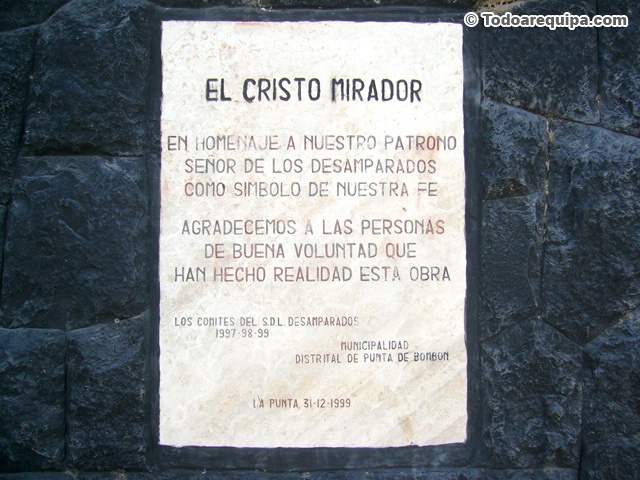 © Todoarequipa.com
EL CRISTO MIRADOR
EN HOMENAJE A NUESTRO PATRONO
SEÑOR DE LOS DESAMPARADOS
COMO SIMBOLO DE NUESTRA FE
AGRADECEMOS A LAS PERSONAS
DE BUENA VOLUNTAD QUE
HAN HECHO REALIDAD ESTA OBRA
LOS COMITES DEL S.D.L. DESAMPARADOS
1997-98-99
MUNICIPALIDAD
DISTRITAL DE PUNTA DE BOMBON
LA PUNTA, 31-12-1999